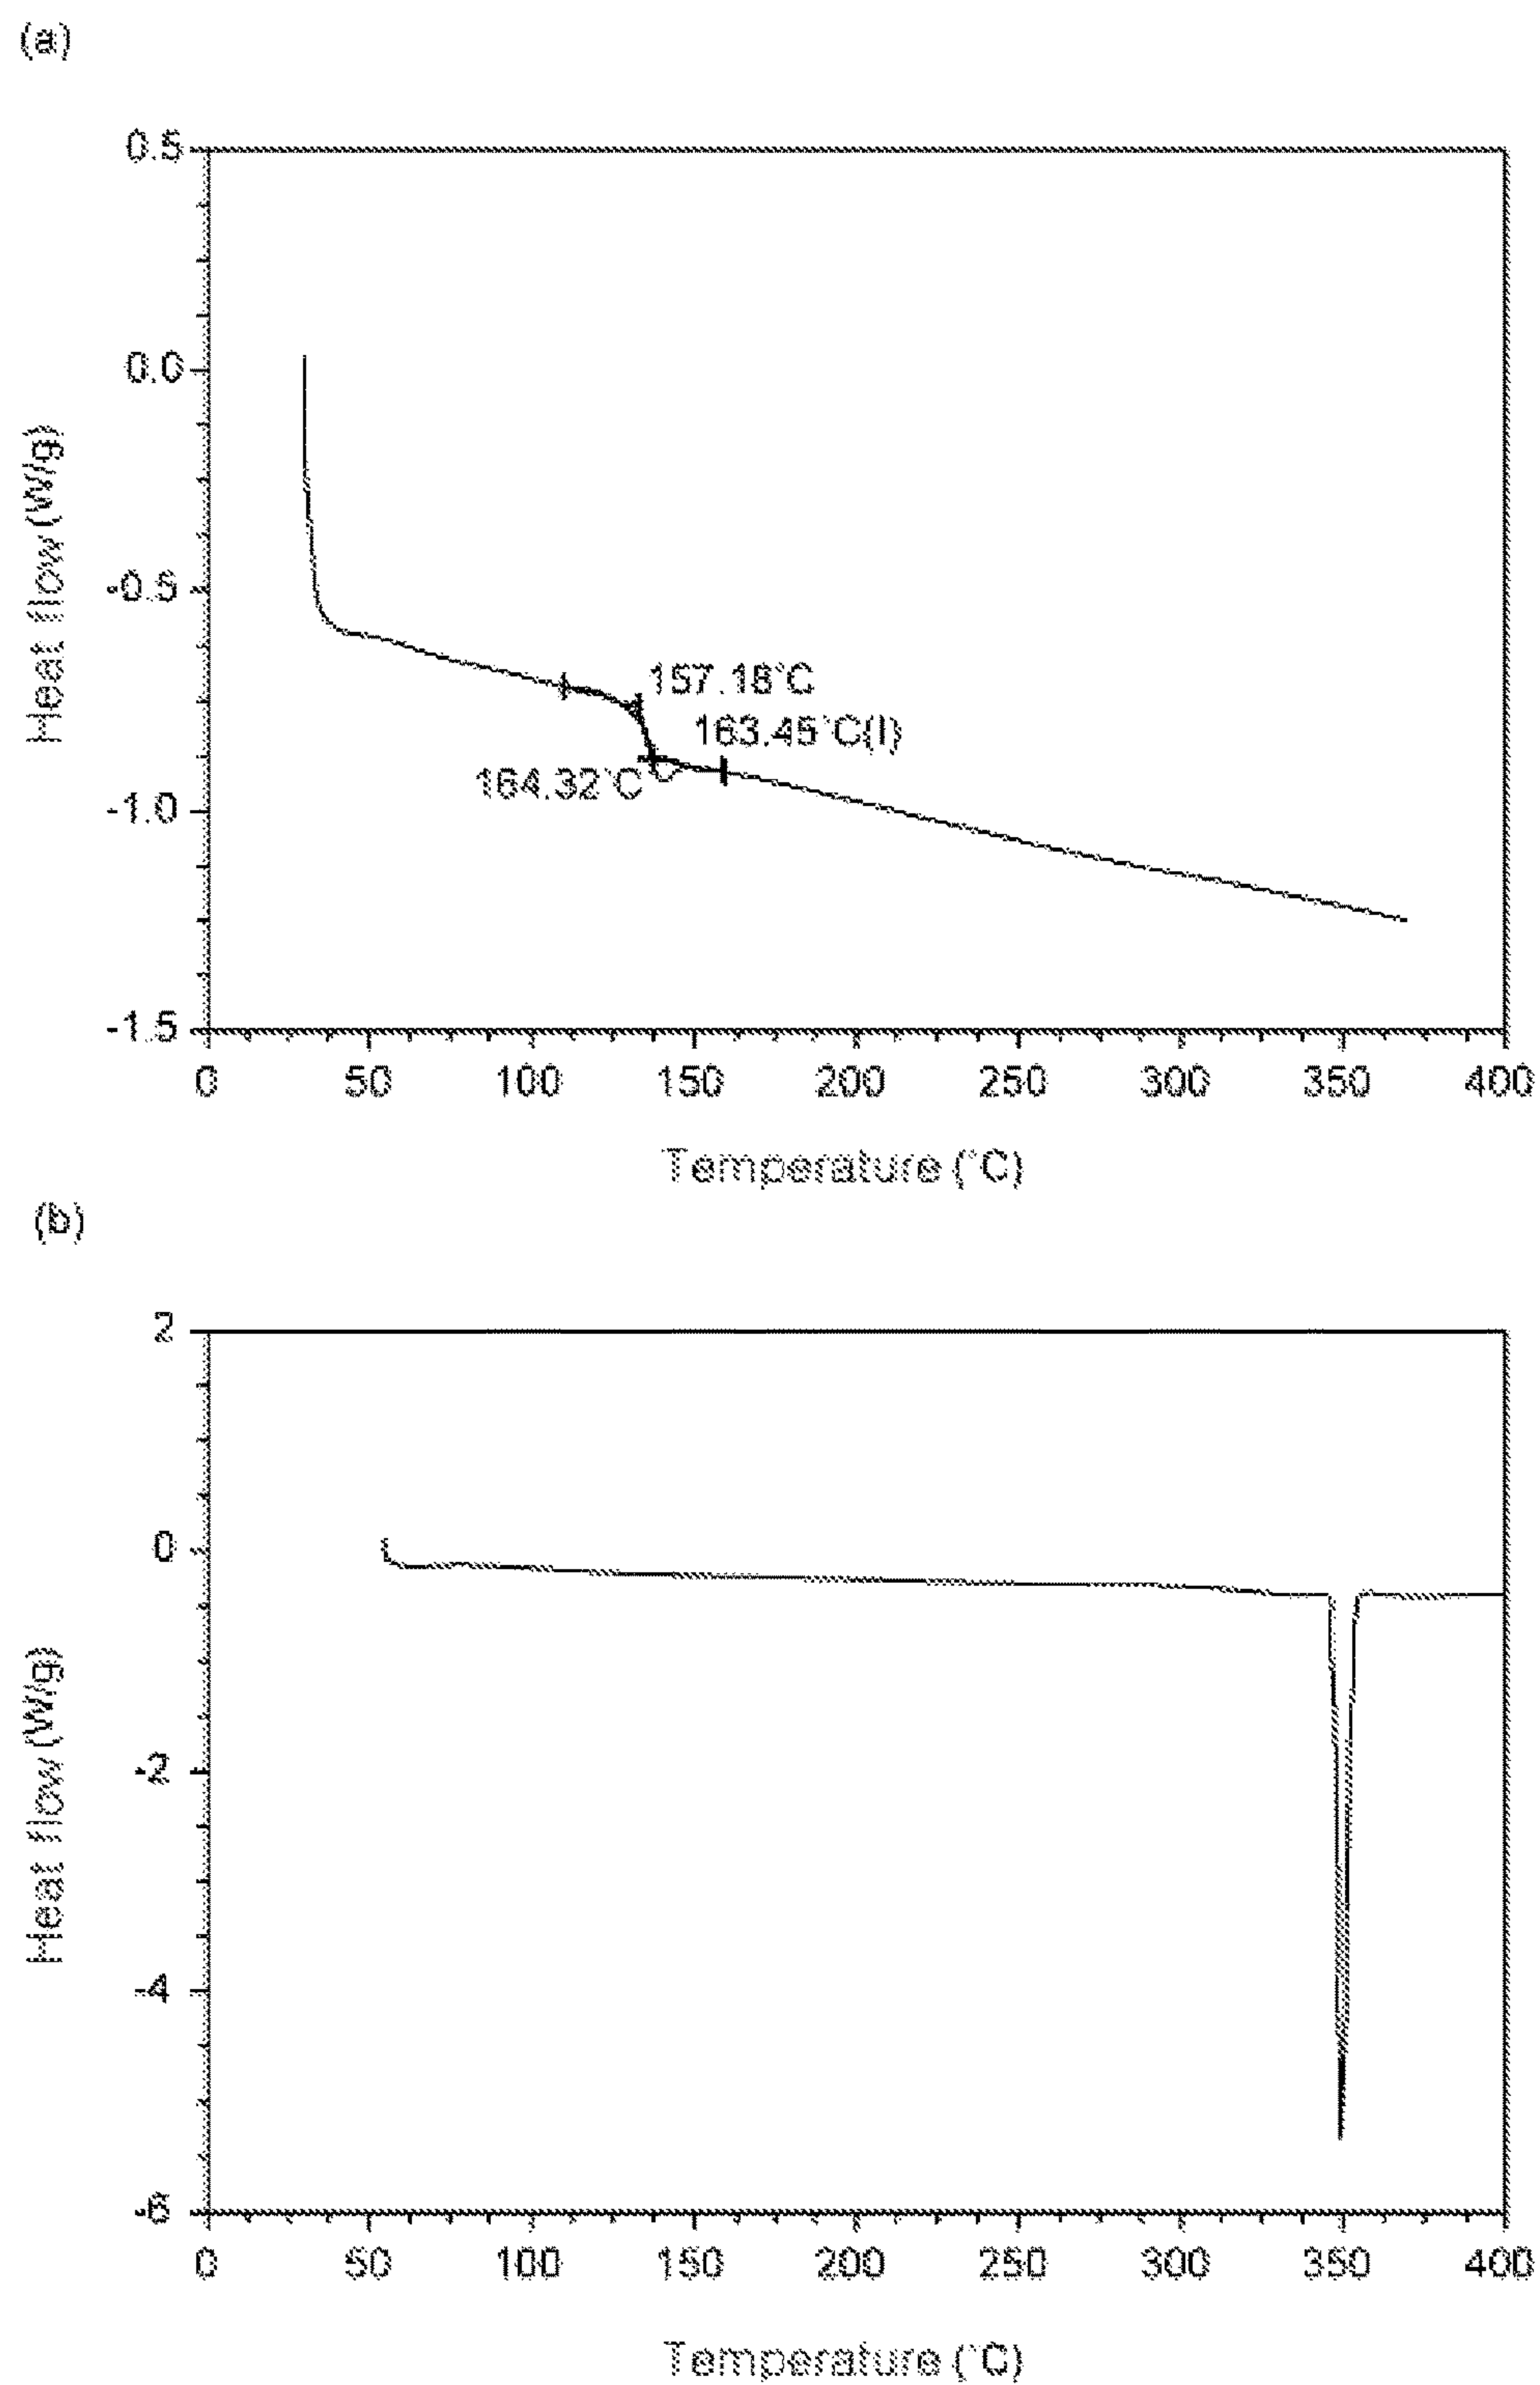 (a)
0.5
0.0
-0.5
-1.0
-1.5
Heat flow (W/g)
157.18°C
163.45°C(I)
164.32°C
0 50 100 150 200 250 300 350 400
Temperature (°C)
(b)
2
0
-2
-4
-6
Heat flow (W/g)
0 50 100 150 200 250 300 350 400
Temperature (°C)